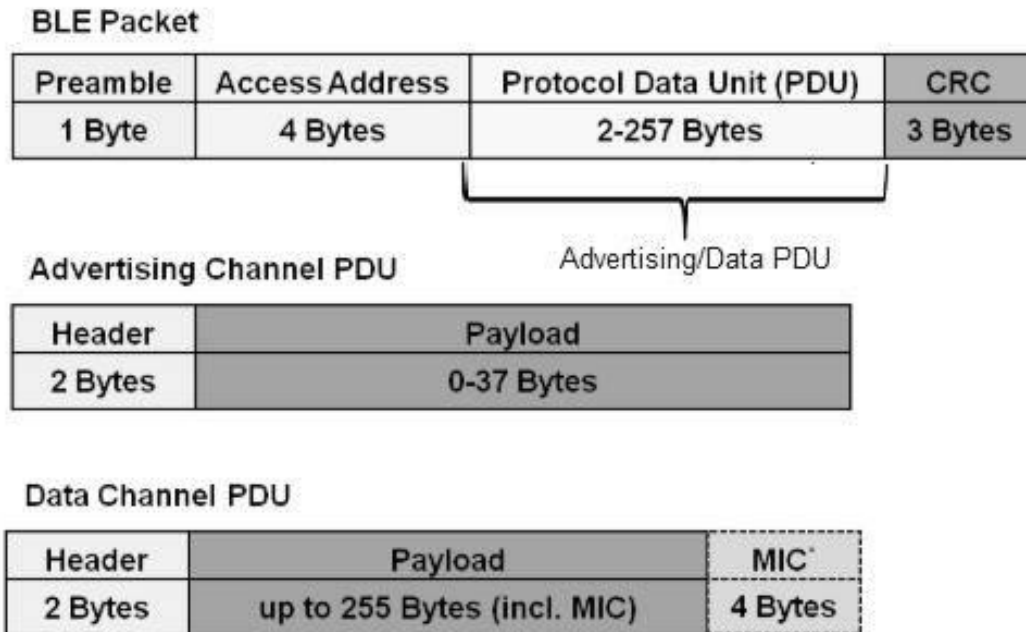 BLE Packet
Preamble Access Address Protocol Data Unit (PDU) CRC
1 Byte 4 Bytes 2-257 Bytes 3 Bytes
Advertising/Data PDU
Advertising Channel PDU
Header Payload
2 Bytes 0-37 Bytes
Data Channel PDU
Header Payload MIC*
2 Bytes up to 255 Bytes (incl. MIC) 4 Bytes